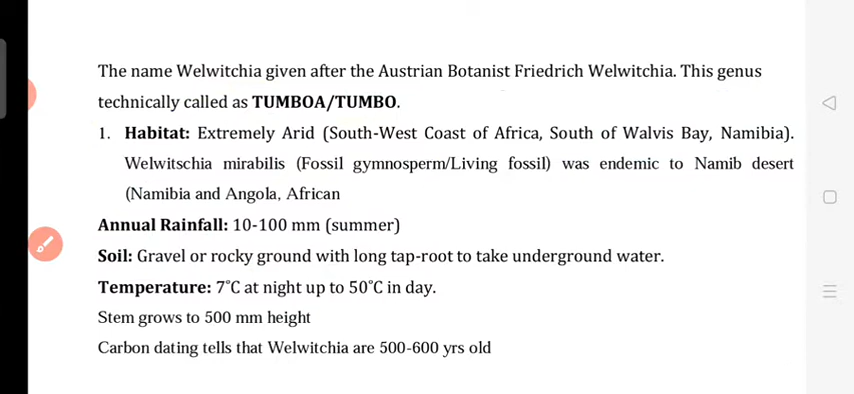 The name Welwitchia given after the Austrian Botanist Friedrich Welwitchia. This genus
technically called as TUMBOA/TUMBO.
1. Habitat: Extremely Arid (South-West Coast of Africa, South of Walvis Bay, Namibia).
Welwitschia mirabilis (Fossil gymnosperm/Living fossil) was endemic to Namib desert
(Namibia and Angola, African
Annual Rainfall: 10-100 mm (summer)
Soil: Gravel or rocky ground with long tap-root to take underground water.
Temperature: 7˚C at night up to 50˚C in day.
Stem grows to 500 mm height
Carbon dating tells that Welwitchia are 500-600 yrs old